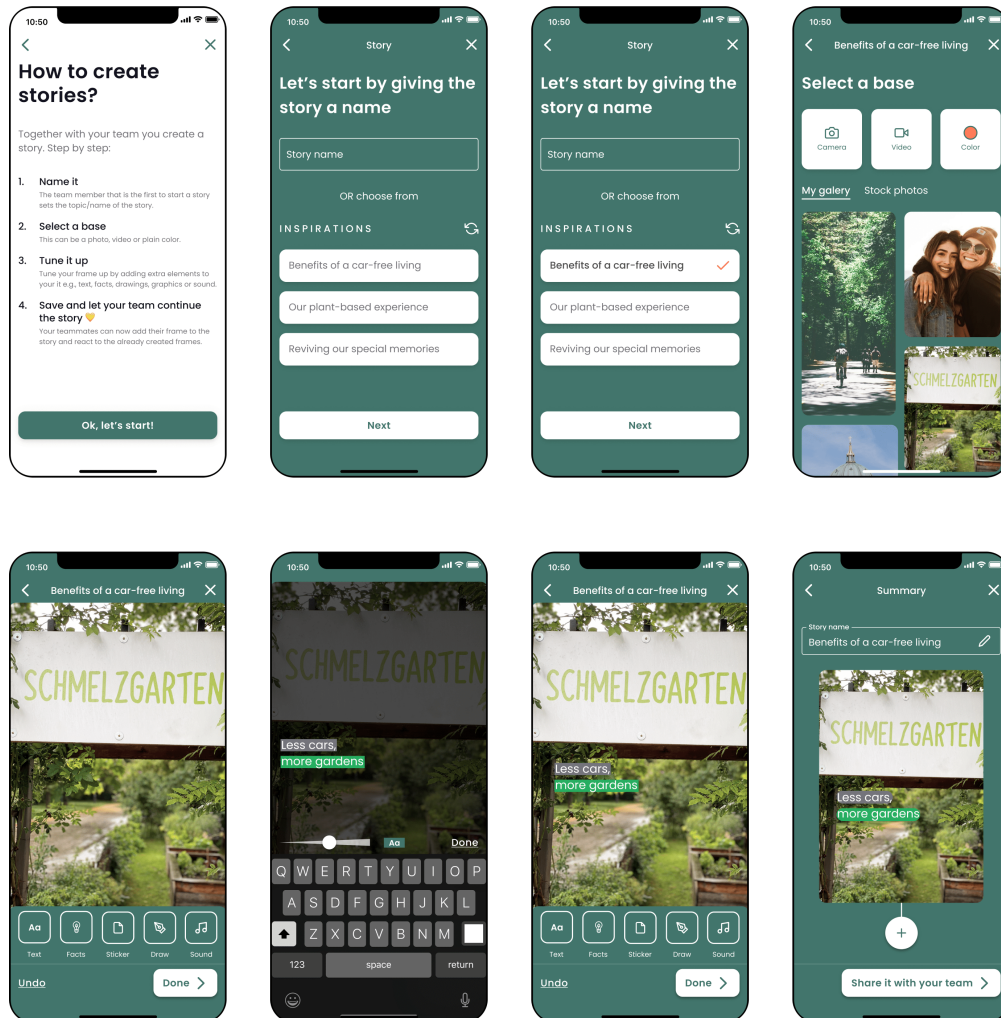 10:50
How to create
stories?
Together with your team you create a
story. Step by step:
1. Name it
The team member that is the first to start a story
sets the topic/name of the story.
2. Select a base
This can be a photo, video or plain color.
3. Tune it up
Tune your frame up by adding extra elements to
your it e.g., text, facts, drawings, graphics or sound.
4. Save and let your team continue
the story 💛
Your teammates can now add their frame to the
story and react to the already created frames.
Ok, let's start!
10:50
Story
Let's start by giving the
story a name
Story name
OR choose from
INSPIRATIONS
Benefits of a car-free living
Our plant-based experience
Reviving our special memories
Next
10:50
Story
Let's start by giving the
story a name
Story name
OR choose from
INSPIRATIONS
Benefits of a car-free living
Our plant-based experience
Reviving our special memories
Next
10:50
Benefits of a car-free living
Select a base
Camera Video Color
My galery Stock photos
SCHMELZGARTEN
10:50
Benefits of a car-free living
SCHMELZGARTEN
Aa
Text Facts Sticker Draw Sound
Undo Done
10:50
SCHMELZGARTEN
Less cars,
more gardens
Aa Done
Q W E R T Y U I O P
A S D F G H J K L
Z X C V B N M
123 space return
10:50
Benefits of a car-free living
SCHMELZGARTEN
Less cars,
more gardens
Aa
Text Facts Sticker Draw Sound
Undo Done
10:50
Summary
Story name
Benefits of a car-free living
SCHMELZGARTEN
Less cars,
more gardens
Share it with your team